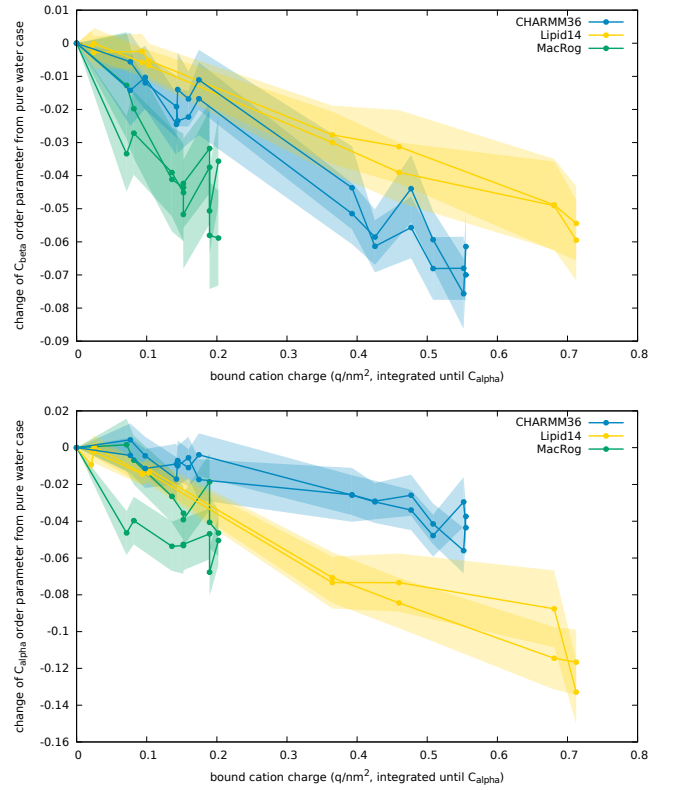 0.01
0
-0.01
-0.02
-0.03
-0.04
-0.05
-0.06
-0.07
-0.08
-0.09
change of C_beta order parameter from pure water case
CHARMM36
Lipid14
MacRog
0 0.1 0.2 0.3 0.4 0.5 0.6 0.7 0.8
bound cation charge (q/nm², integrated until C_alpha)
0.02
0
-0.02
-0.04
-0.06
-0.08
-0.1
-0.12
-0.14
-0.16
change of C_alpha order parameter from pure water case
CHARMM36
Lipid14
MacRog
0 0.1 0.2 0.3 0.4 0.5 0.6 0.7 0.8
bound cation charge (q/nm², integrated until C_alpha)